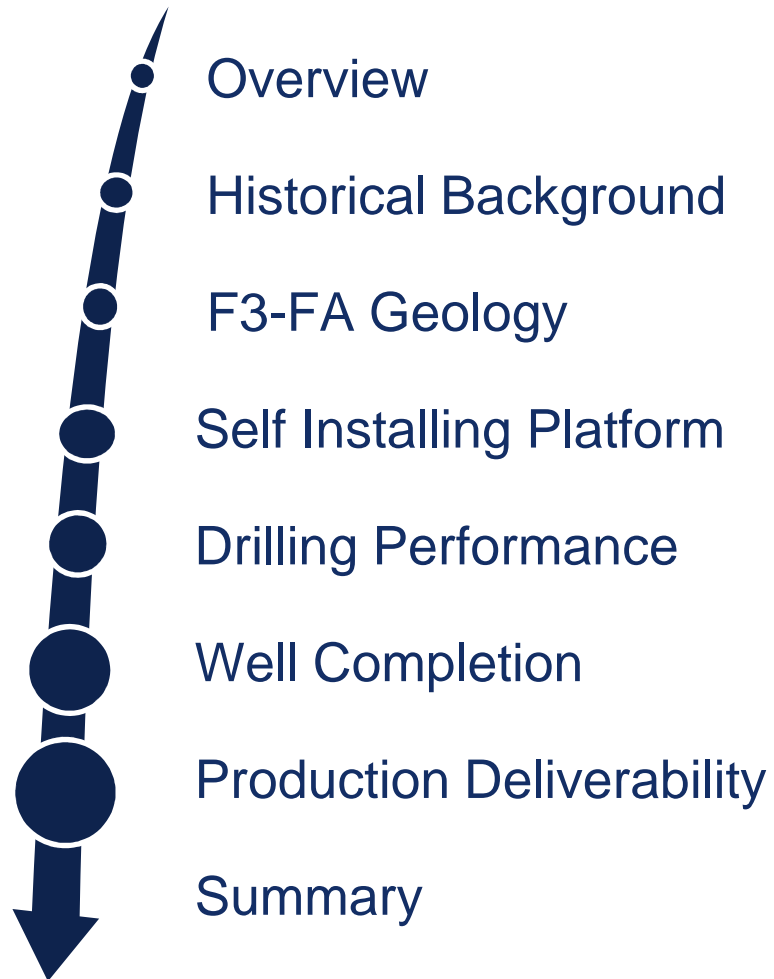 Overview
Historical Background
F3-FA Geology
Self Installing Platform
Drilling Performance
Well Completion
Production Deliverability
Summary